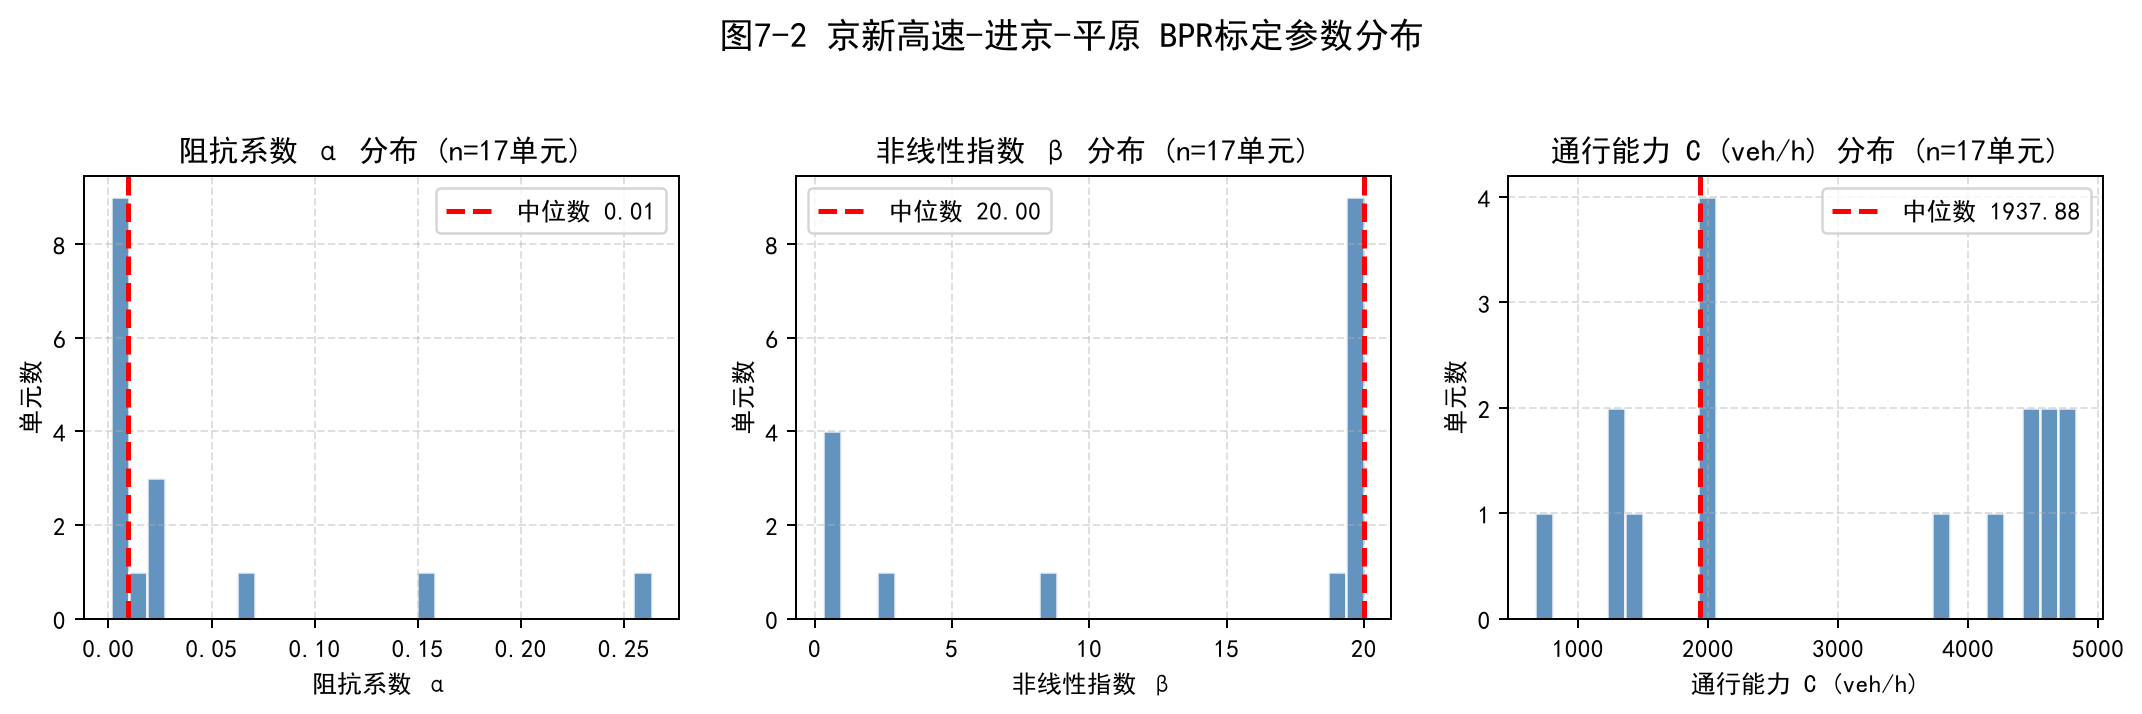 图7-2 京新高速-进京-平原 BPR标定参数分布
阻抗系数 α 分布 (n=17单元)
中位数 0.01
单元数
8
6
4
2
0
0.00 0.05 0.10 0.15 0.20 0.25
阻抗系数 α
非线性指数 β 分布 (n=17单元)
中位数 20.00
单元数
8
6
4
2
0
0 5 10 15 20
非线性指数 β
通行能力 C (veh/h) 分布 (n=17单元)
中位数 1937.88
单元数
4
3
2
1
0
1000 2000 3000 4000 5000
通行能力 C (veh/h)